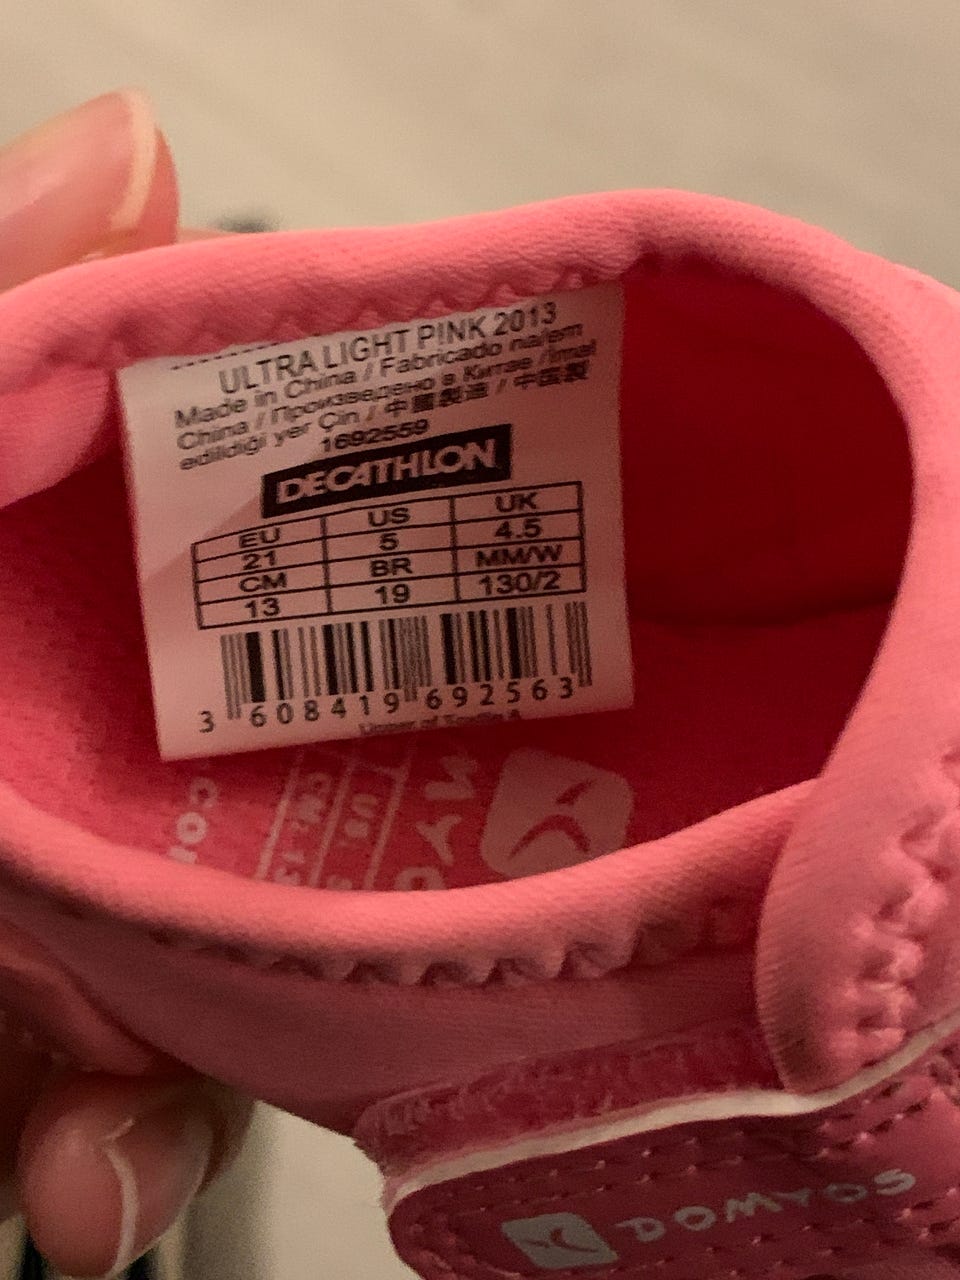 ULTRA LIGHT PINK 2013
Made in China / Fabricado na/em
China / Произведено в Китае /İmal
edildiği yer Çin / 中國製造 / 中国製
1692559
DECATHLON
EU US UK
21 5 4.5
CM BR MM/W
13 19 130/2
3 608419 692563
DOMYOS